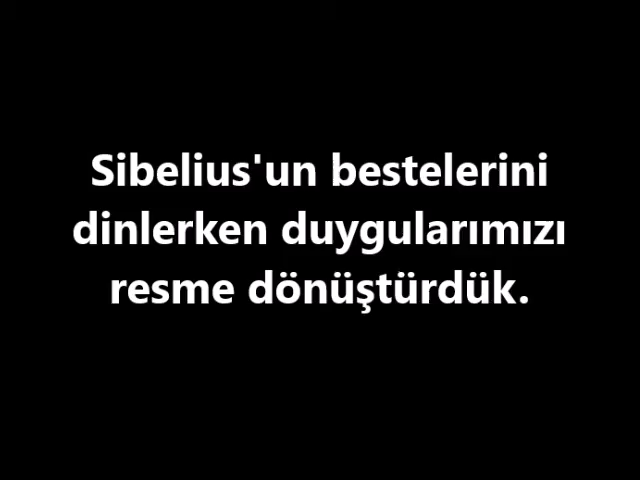 Sibelius'un bestelerini
dinlerken duygularımızı
resme dönüştürdük.